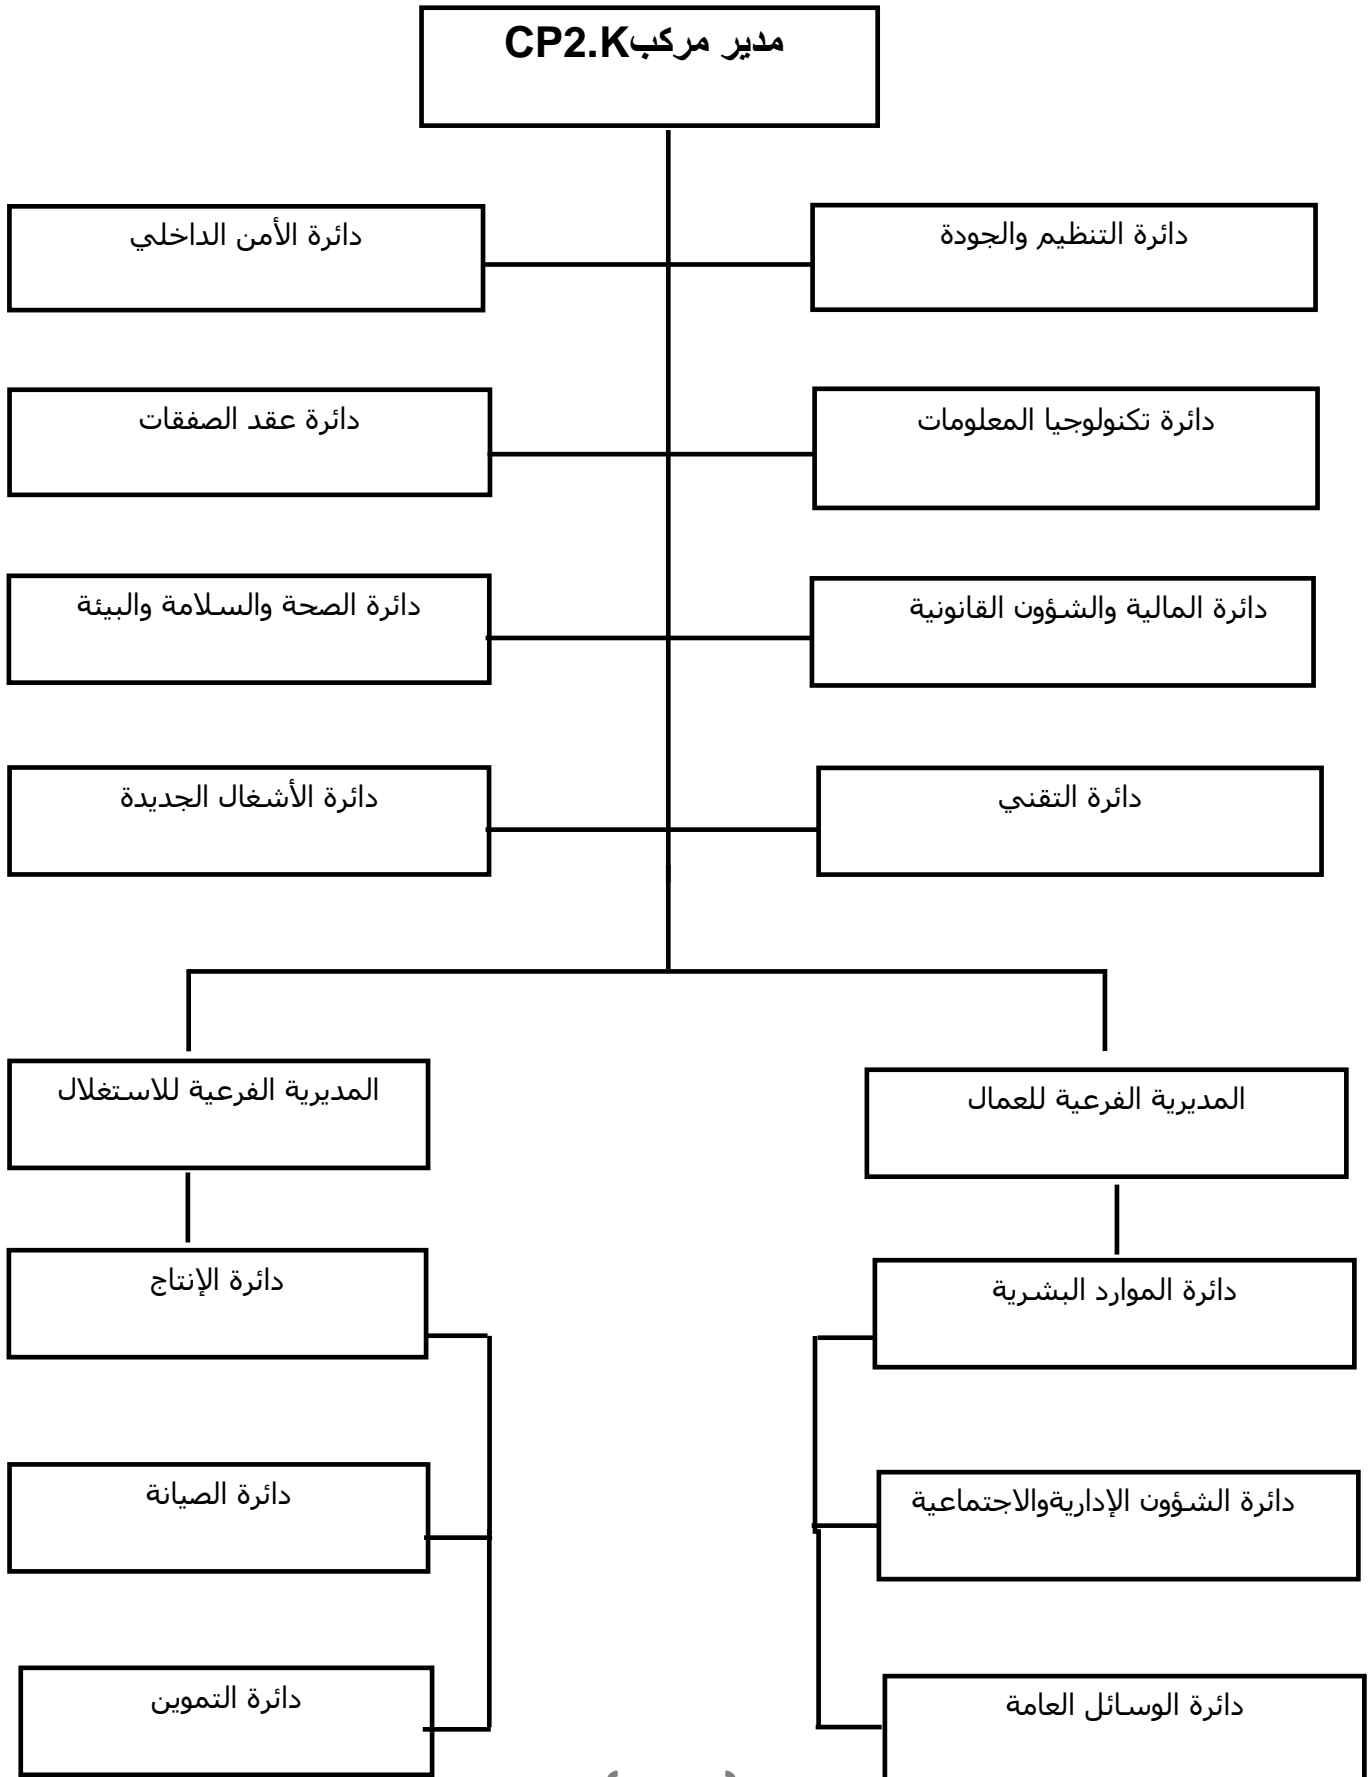 مدير مركبCP2.K
دائرة التنظيم والجودة
دائرة الأمن الداخلي
دائرة تكنولوجيا المعلومات
دائرة عقد الصفقات
دائرة المالية والشؤون القانونية
دائرة الصحة والسلامة والبيئة
دائرة التقني
دائرة الأشغال الجديدة
المديرية الفرعية للعمال
المديرية الفرعية للاستغلال
دائرة الموارد البشرية
دائرة الإنتاج
دائرة الشؤون الإداريةوالاجتماعية
دائرة الصيانة
دائرة الوسائل العامة
دائرة التموين